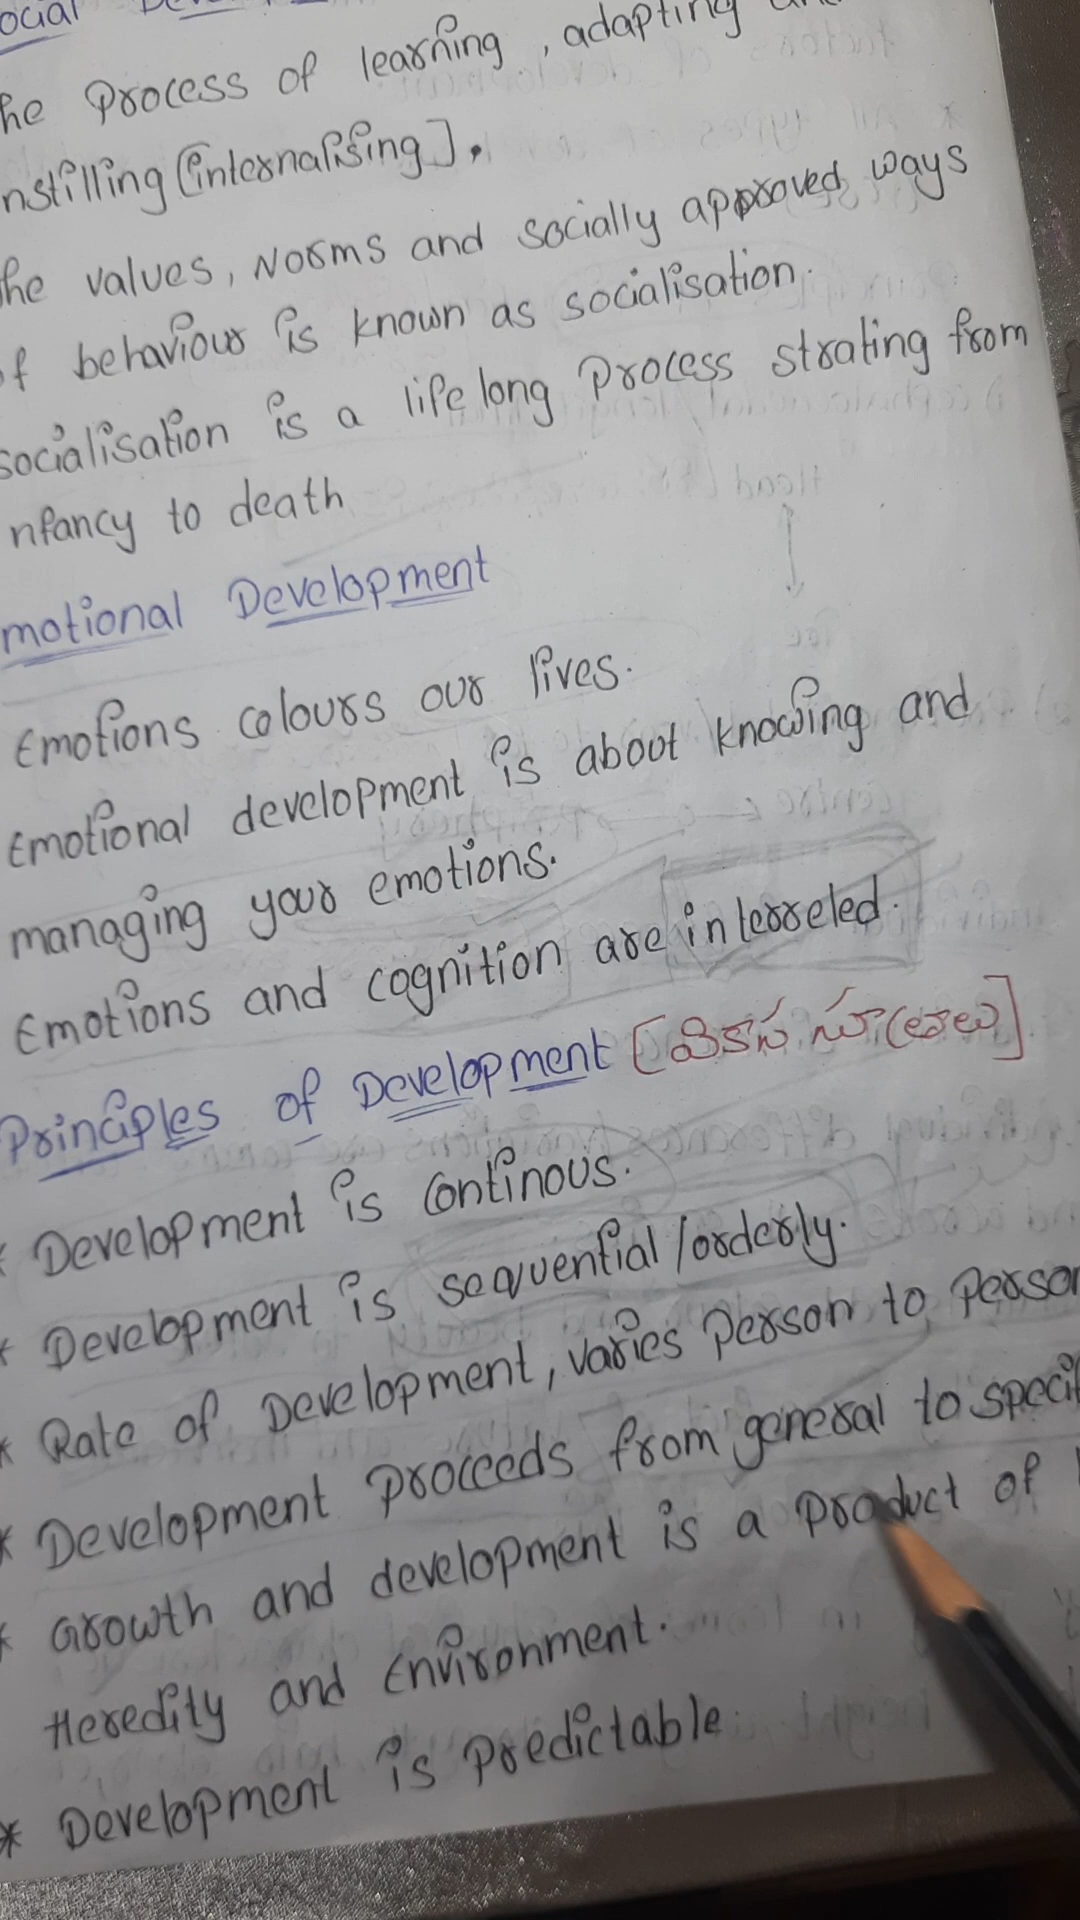 ocial
he Process of learning, adapting
nstilling [internalising].
he values, Norms and socially approved ways
of behaviour is known as socialisation.
socialisation is a life long Process strating from
nfancy to death
motional Development
Emotions colours our lives.
Emotional development is about knowing and
managing your emotions.
Emotions and cognition are interreled.
Principles of Development [వికాస సూత్రాలు]
* Development is Continous.
* Development is sequential/orderly.
* Rate of Development, varies Person to Person
* Development Proceeds from general to specif
* Growth and development is a Product of
Heredity and Environment.
* Development is Predictable.